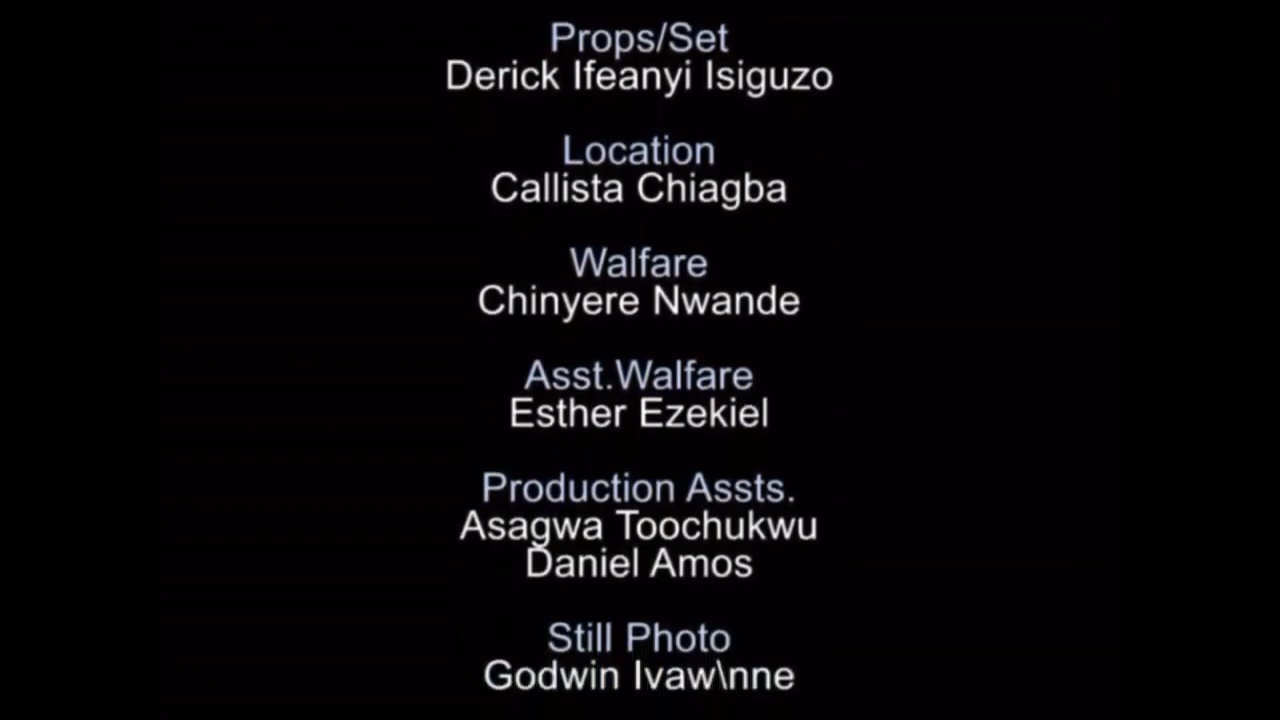 Props/Set
Derick Ifeanyi Isiguzo
Location
Callista Chiagba
Walfare
Chinyere Nwande
Asst.Walfare
Esther Ezekiel
Production Assts.
Asagwa Toochukwu
Daniel Amos
Still Photo
Godwin Ivaw\nne